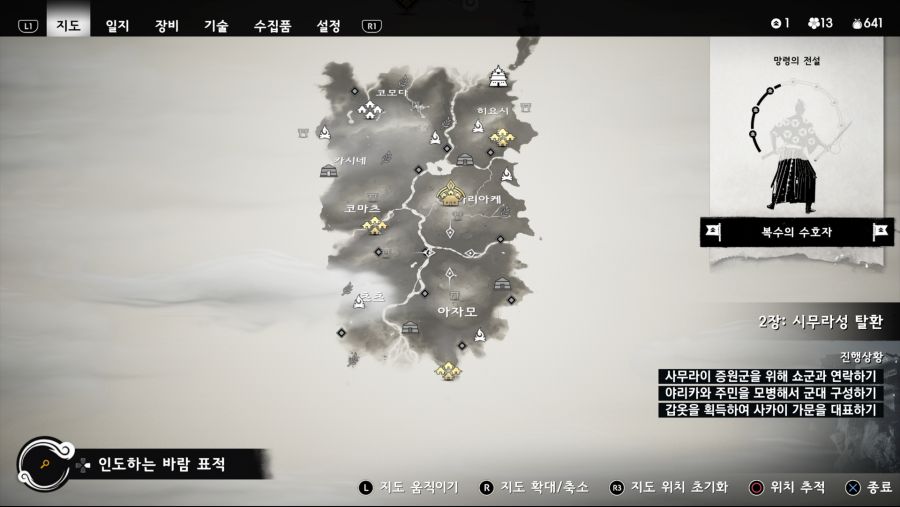 L1 지도 일지 장비 기술 수집품 설정 R1
1 13 641
망령의 전설
복수의 수호자
코모다
히요시
가시네
코마츠
아자모
2장: 시무라성 탈환
진행상황
사무라이 증원군을 위해 쇼군과 연락하기
야리카와 주민을 모병해서 군대 구성하기
갑옷을 획득하여 사카이 가문을 대표하기
인도하는 바람 표적
L 지도 움직이기 R 지도 확대/축소 R3 지도 위치 초기화 위치 추적 종료